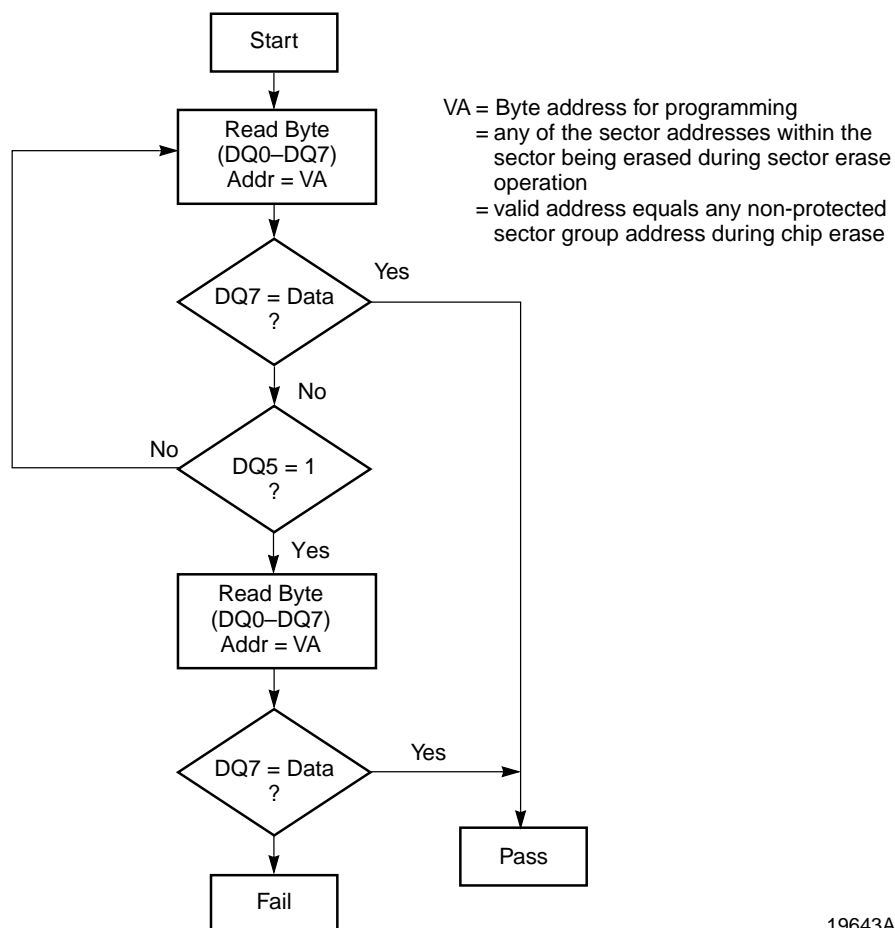 Start
Read Byte
(DQ0–DQ7)
Addr = VA
VA = Byte address for programming
= any of the sector addresses within the
sector being erased during sector erase
operation
= valid address equals any non-protected
sector group address during chip erase
DQ7 = Data
?
Yes
No
DQ5 = 1
?
No
Yes
Read Byte
(DQ0–DQ7)
Addr = VA
DQ7 = Data
?
Yes
Pass
Fail
19643A